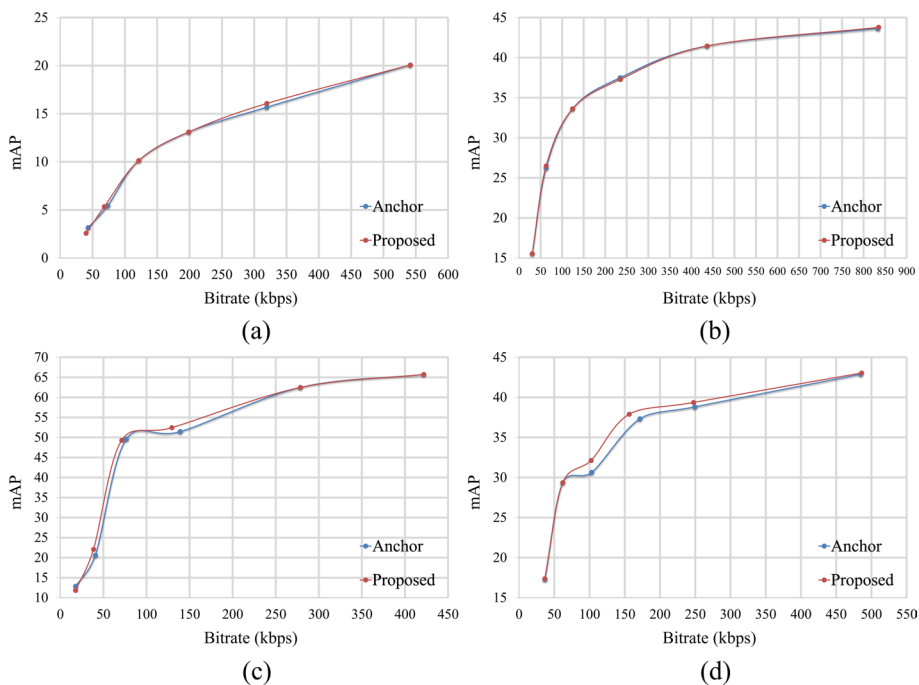 25
20
15
10
5
0
mAP
Anchor
Proposed
0 50 100 150 200 250 300 350 400 450 500 550 600
Bitrate (kbps)
(a)
45
40
35
30
25
20
15
mAP
Anchor
Proposed
0 50 100 150 200 250 300 350 400 450 500 550 600 650 700 750 800 850 900
Bitrate (kbps)
(b)
70
65
60
55
50
45
40
35
30
25
20
15
10
mAP
Anchor
Proposed
0 50 100 150 200 250 300 350 400 450
Bitrate (kbps)
(c)
45
40
35
30
25
20
15
mAP
Anchor
Proposed
0 50 100 150 200 250 300 350 400 450 500 550
Bitrate (kbps)
(d)